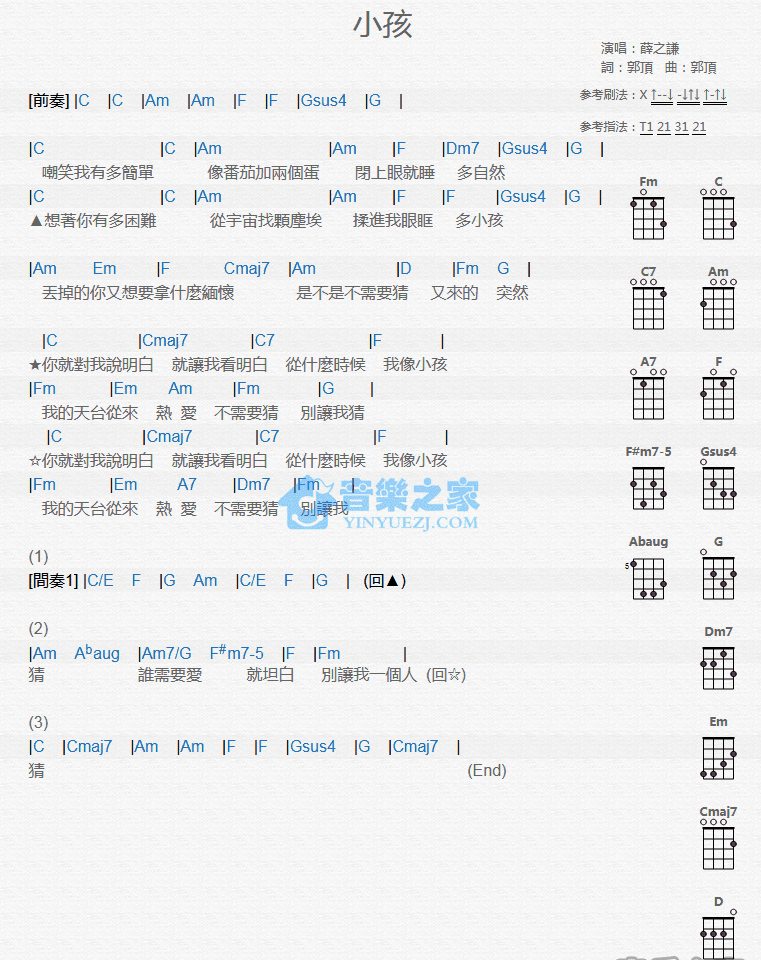 小孩
演唱：薛之謙
詞：郭頂 曲：郭頂
參考刷法：X ↑--↓ -↓↑↓ ↑-↑↓
參考指法：T1 21 31 21
[前奏] |C |C |Am |Am |F |F |Gsus4 |G |
|C |C |Am |Am |F |Dm7 |Gsus4 |G |
嘲笑我有多簡單 像番茄加兩個蛋 閉上眼就睡 多自然
|C |C |Am |Am |F |F |Gsus4 |G |
▲想著你有多困難 從宇宙找顆塵埃 揉進我眼眶 多小孩
|Am Em |F Cmaj7 |Am |D |Fm G |
丟掉的你又想要拿什麼緬懷 是不是不需要猜 又來的 突然
|C |Cmaj7 |C7 |F |
★你就對我說明白 就讓我看明白 從什麼時候 我像小孩
|Fm |Em Am |Fm |G |
我的天台從來 熱 愛 不需要猜 別讓我猜
|C |Cmaj7 |C7 |F |
☆你就對我說明白 就讓我看明白 從什麼時候 我像小孩
|Fm |Em A7 |Dm7 |Fm |
我的天台從來 熱 愛 不需要猜 別讓我
音樂之家
YINYUEZJ.COM
(1)
[間奏1] |C/E F |G Am |C/E F |G | (回▲)
(2)
|Am Abaug |Am7/G F#m7-5 |F |Fm |
猜 誰需要愛 就坦白 別讓我一個人 (回☆)
(3)
|C |Cmaj7 |Am |Am |F |F |Gsus4 |G |Cmaj7 |
猜 (End)
Fm C
C7 Am
A7 F
F#m7-5 Gsus4
Abaug G
5
Dm7
Em
Cmaj7
D